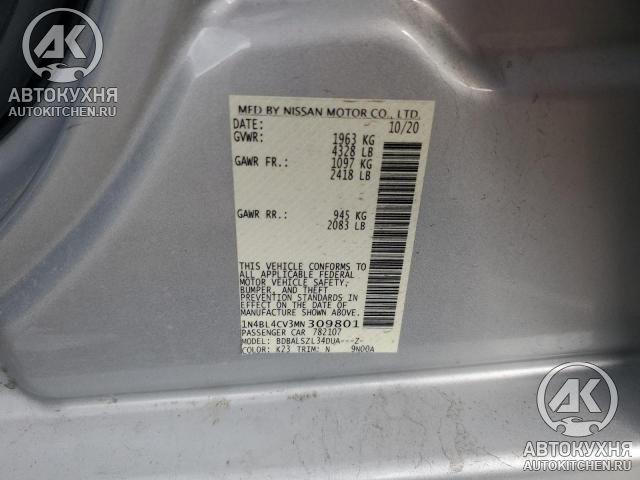 АВТОКУХНЯ
AUTOKITCHEN.RU
MFD BY NISSAN MOTOR CO., LTD.
DATE: 10/20
GVWR: 1963 KG
4328 LB
GAWR FR.: 1097 KG
2418 LB
GAWR RR.: 945 KG
2083 LB
THIS VEHICLE CONFORMS TO
ALL APPLICABLE FEDERAL
MOTOR VEHICLE SAFETY,
BUMPER, AND THEFT
PREVENTION STANDARDS IN
EFFECT ON THE DATE OF
MANUFACTURE SHOWN ABOVE.
1N4BL4CV3MN309801
PASSENGER CAR 782107
MODEL: BDBALSZL34DUA---Z-
COLOR: K23 TRIM: N 9N00A
АВТОКУХНЯ
AUTOKITCHEN.RU